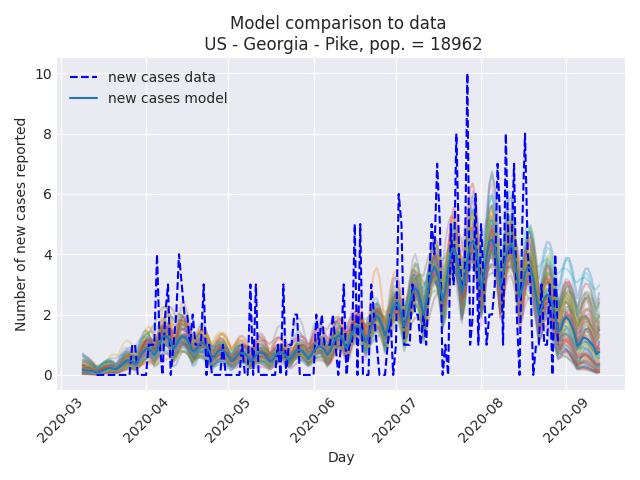 Model comparison to data
US - Georgia - Pike, pop. = 18962
new cases data
new cases model
Number of new cases reported
10
8
6
4
2
0
2020-03
2020-04
2020-05
2020-06
2020-07
2020-08
2020-09
Day